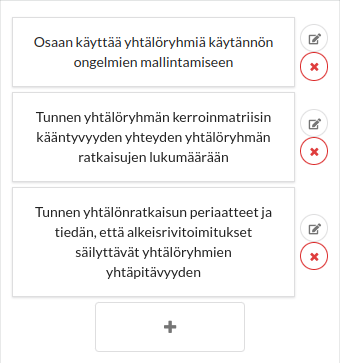 Osaan käyttää yhtälöryhmiä käytännön
ongelmien mallintamiseen
Tunnen yhtälöryhmän kerroinmatriisin
kääntyvyyden yhteyden yhtälöryhmän
ratkaisujen lukumäärään
Tunnen yhtälönratkaisun periaatteet ja
tiedän, että alkeisrivitoimitukset
säilyttävät yhtälöryhmien
yhtäpitävyyden